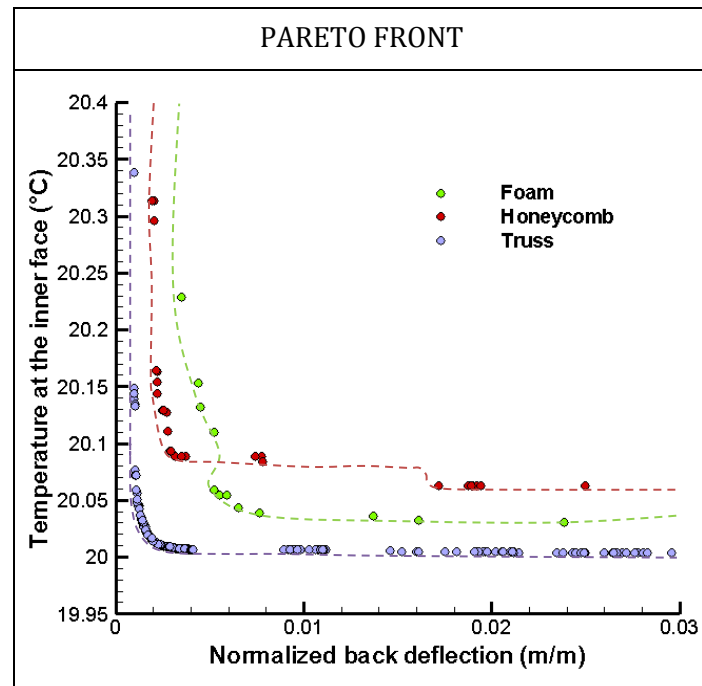 PARETO FRONT
20.4
20.35
20.3
20.25
20.2
20.15
20.1
20.05
20
19.95
Temperature at the inner face (°C)
Foam
Honeycomb
Truss
0
0.01
0.02
0.03
Normalized back deflection (m/m)